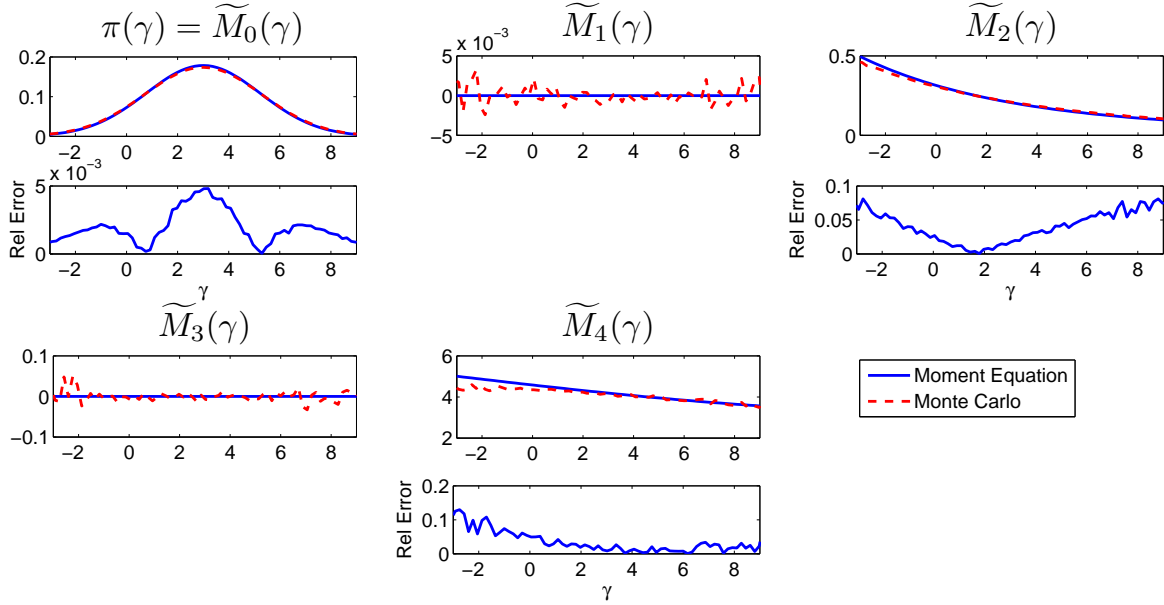 π(γ) = M̃₀(γ)
0.2
0.1
0
−2 0 2 4 6 8
M̃₁(γ)
x 10⁻³
5
0
−5
−2 0 2 4 6 8
M̃₂(γ)
0.5
0
−2 0 2 4 6 8
x 10⁻³
5
0
Rel Error
−2 0 2 4 6 8
γ
0.1
0.05
0
Rel Error
−2 0 2 4 6 8
γ
M̃₃(γ)
0.1
0
−0.1
−2 0 2 4 6 8
M̃₄(γ)
6
4
2
−2 0 2 4 6 8
Moment Equation
Monte Carlo
0.2
0.1
0
Rel Error
−2 0 2 4 6 8
γ